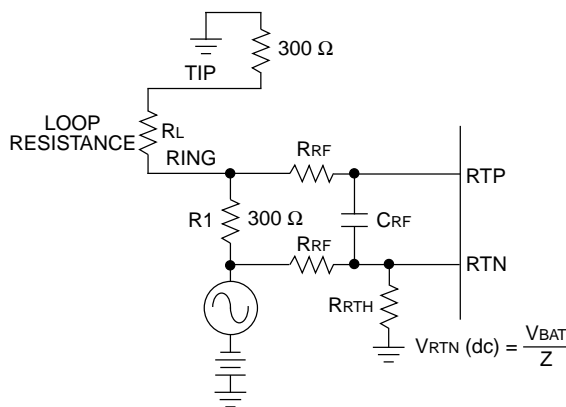 300 Ω
TIP
LOOP
RESISTANCE
RL
RING
RRF
RTP
R1
300 Ω
CRF
RRF
RTN
RRTH
VRTN (dc) = VBAT
Z